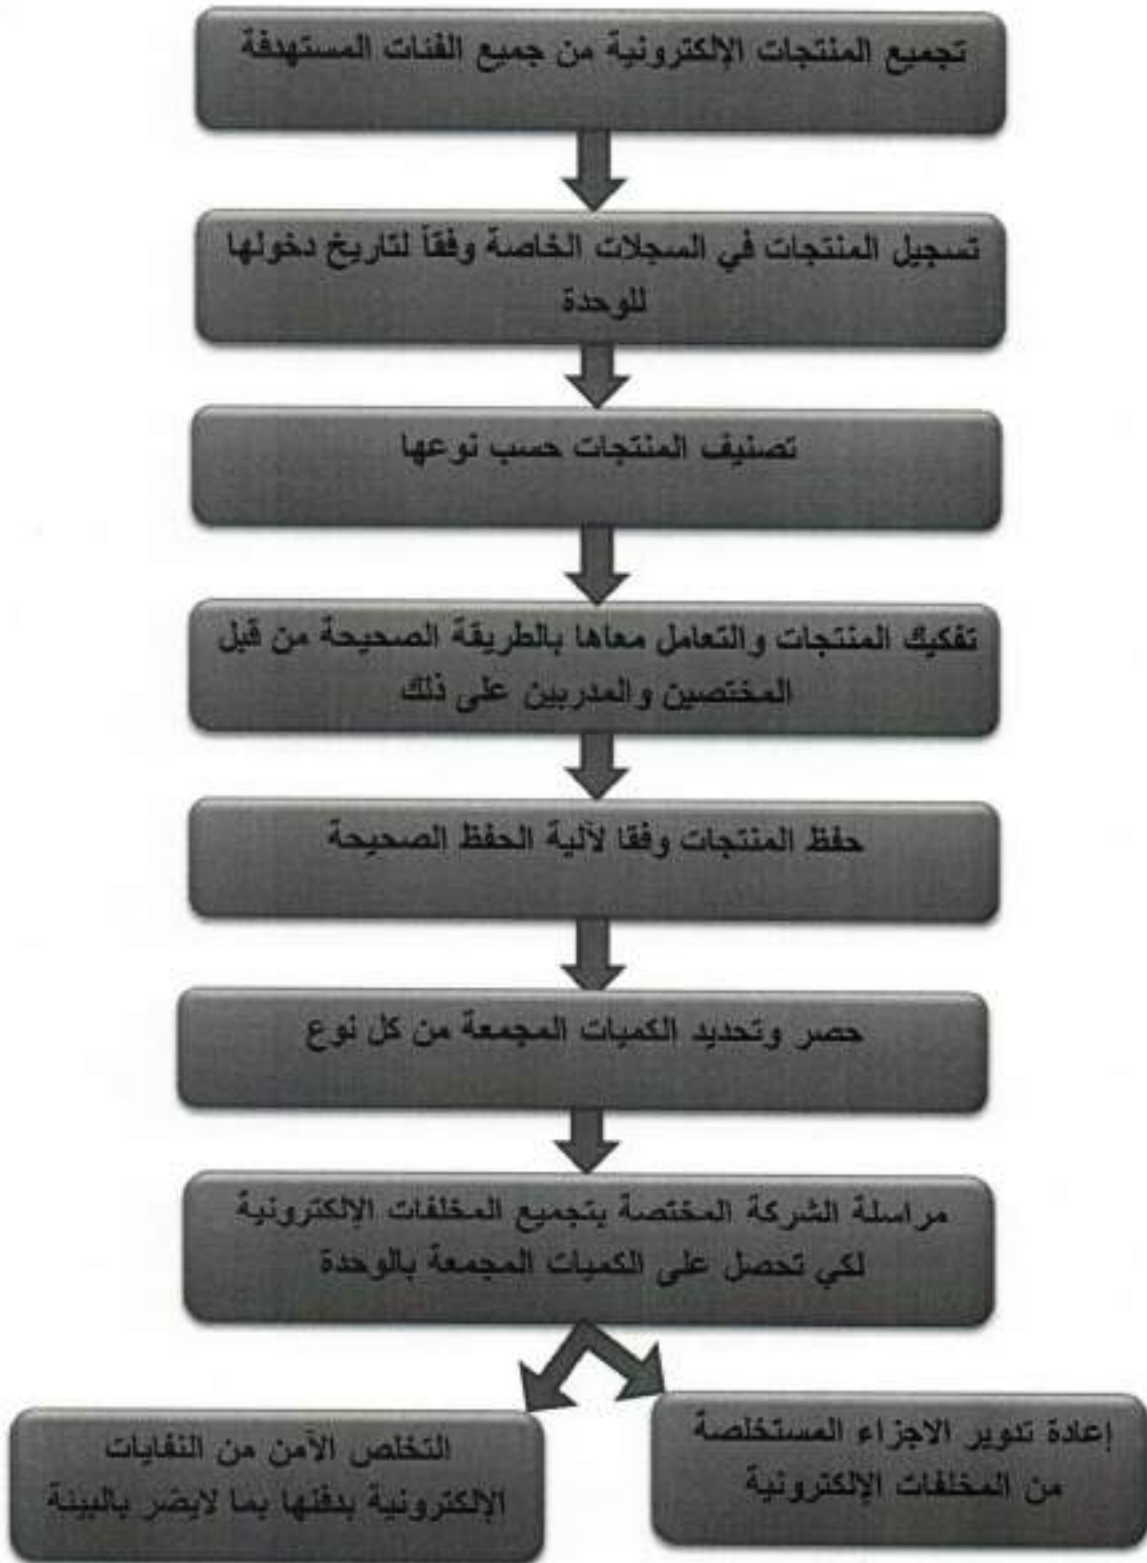 تجميع المنتجات الإلكترونية من جميع الفئات المستهدفة
تسجيل المنتجات في السجلات الخاصة وفقاً لتاريخ دخولها
للوحدة
تصنيف المنتجات حسب نوعها
تفكيك المنتجات والتعامل معاها بالطريقة الصحيحة من قبل
المختصين والمدربين على ذلك
حفظ المنتجات وفقا لآلية الحفظ الصحيحة
حصر وتحديد الكميات المجمعة من كل نوع
مراسلة الشركة المختصة بتجميع المخلفات الإلكترونية
لكي تحصل على الكميات المجمعة بالوحدة
إعادة تدوير الاجزاء المستخلصة
من المخلفات الإلكترونية
التخلص الآمن من النفايات
الإلكترونية بدفنها بما لايضر بالبيئة